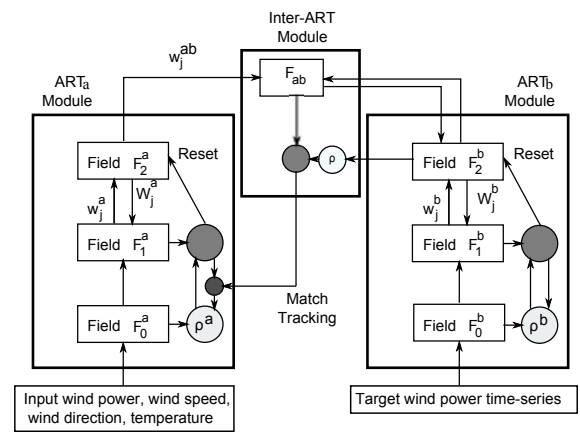 Inter-ART
Module
w_j^ab
F_ab
ρ
ARTa
Module
Field F_2^a
Reset
w_j^a
W_j^a
Field F_1^a
Field F_0^a
ρ^a
Match
Tracking
ARTb
Module
Field F_2^b
Reset
w_j^b
W_j^b
Field F_1^b
Field F_0^b
ρ^b
Input wind power, wind speed,
wind direction, temperature
Target wind power time-series